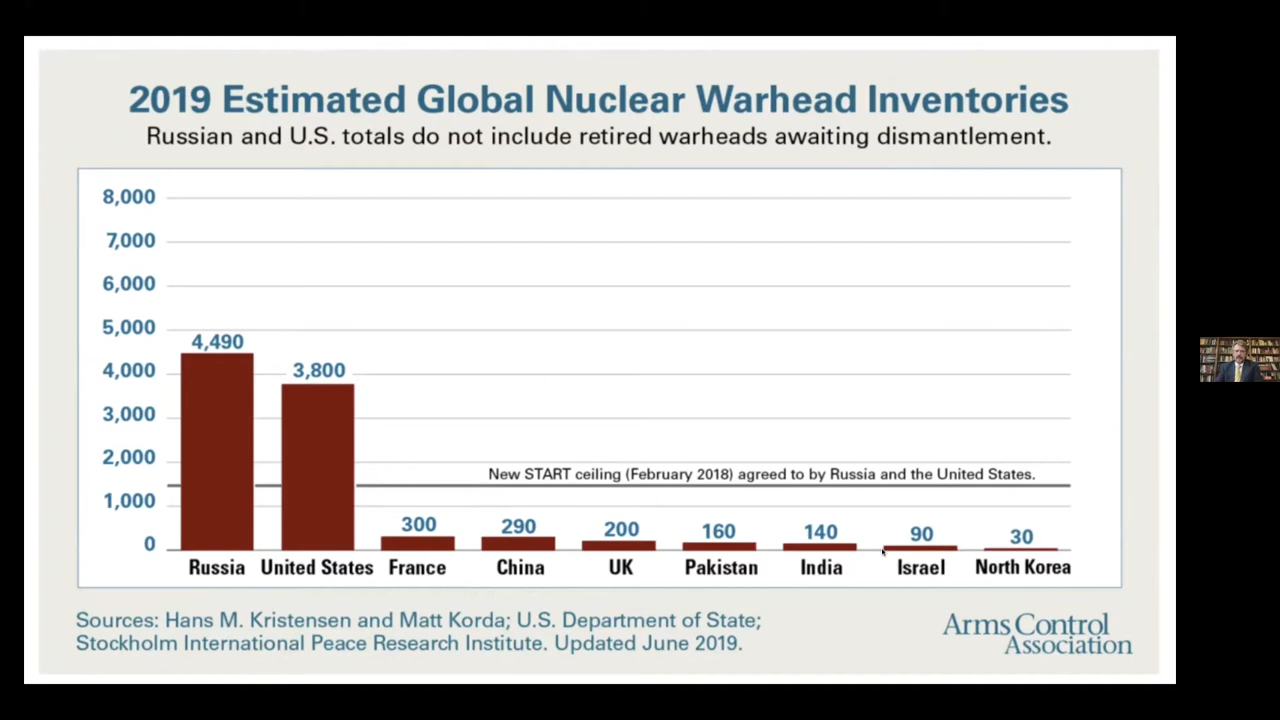 2019 Estimated Global Nuclear Warhead Inventories
Russian and U.S. totals do not include retired warheads awaiting dismantlement.
8,000
7,000
6,000
5,000
4,000
3,000
2,000
1,000
0
4,490
3,800
New START ceiling (February 2018) agreed to by Russia and the United States.
300
290
200
160
140
90
30
Russia
United States
France
China
UK
Pakistan
India
Israel
North Korea
Sources: Hans M. Kristensen and Matt Korda; U.S. Department of State;
Stockholm International Peace Research Institute. Updated June 2019.
Arms Control
Association